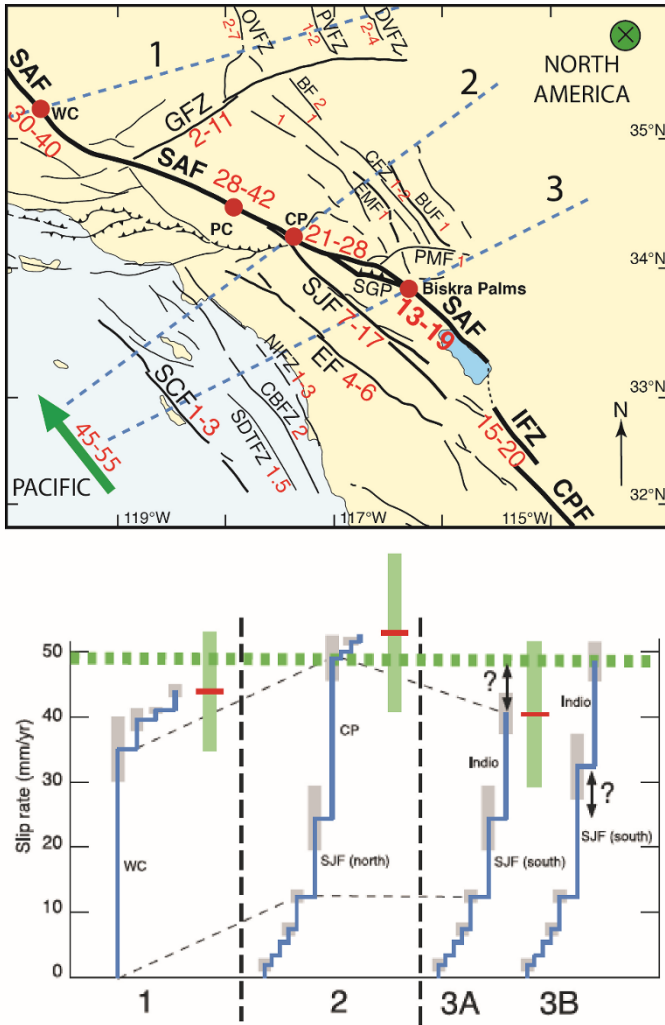 OVFZ
2-7
PVFZ
1-2
DVFZ
2-4
1
NORTH
AMERICA
SAF
WC
30-40
GFZ
2-11
BF 2
1
1
2
35°N
SAF
28-42
CFZ 1-2
FMF 1
BUF 1
3
PC
CP
21-28
PMF 1
34°N
SGP
Biskra Palms
SJF 7-17
13-19
SAF
EF 4-6
NIFZ 1-3
CBFZ 2
SCF 1-3
SDTFZ 1.5
33°N
45-55
PACIFIC
IFZ
15-20
CPF
N
32°N
119°W
117°W
115°W
Slip rate (mm/yr)
50
40
30
20
10
0
WC
CP
SJF (north)
?
Indio
SJF (south)
Indio
?
SJF (south)
1
2
3A
3B